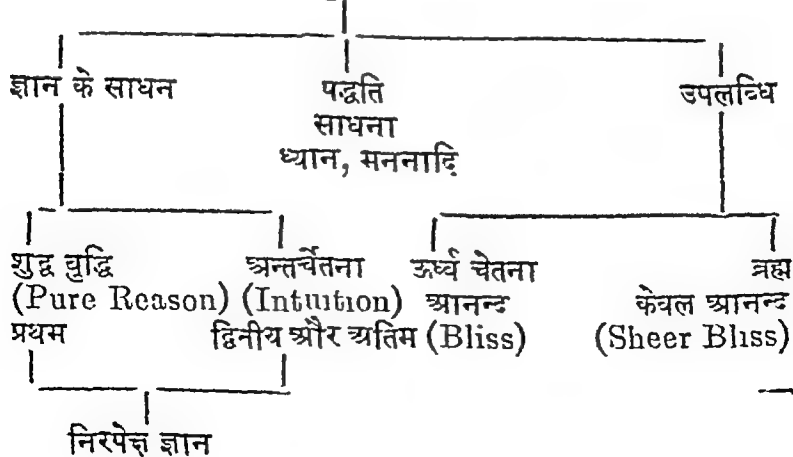 ज्ञान के साधन पद्धति उपलब्धि
साधना
ध्यान, मननादि
शुद्ध बुद्धि अन्तर्चेतना ऊर्ध्व चेतना ब्रह्म
(Pure Reason) (Intuition) आनन्द केवल आनन्द
प्रथम द्विनीय और अतिम (Bliss) (Sheer Bliss)
निरपेक्ष ज्ञान